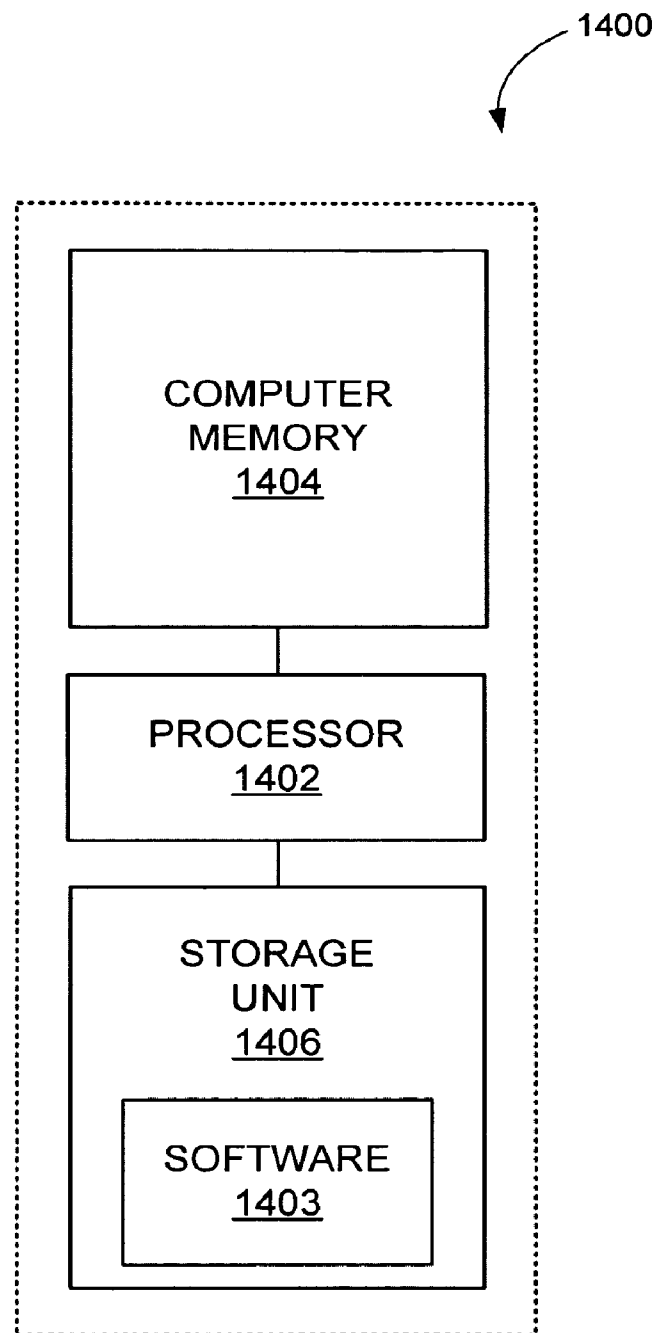 1400
COMPUTER
MEMORY
1404
PROCESSOR
1402
STORAGE
UNIT
1406
SOFTWARE
1403